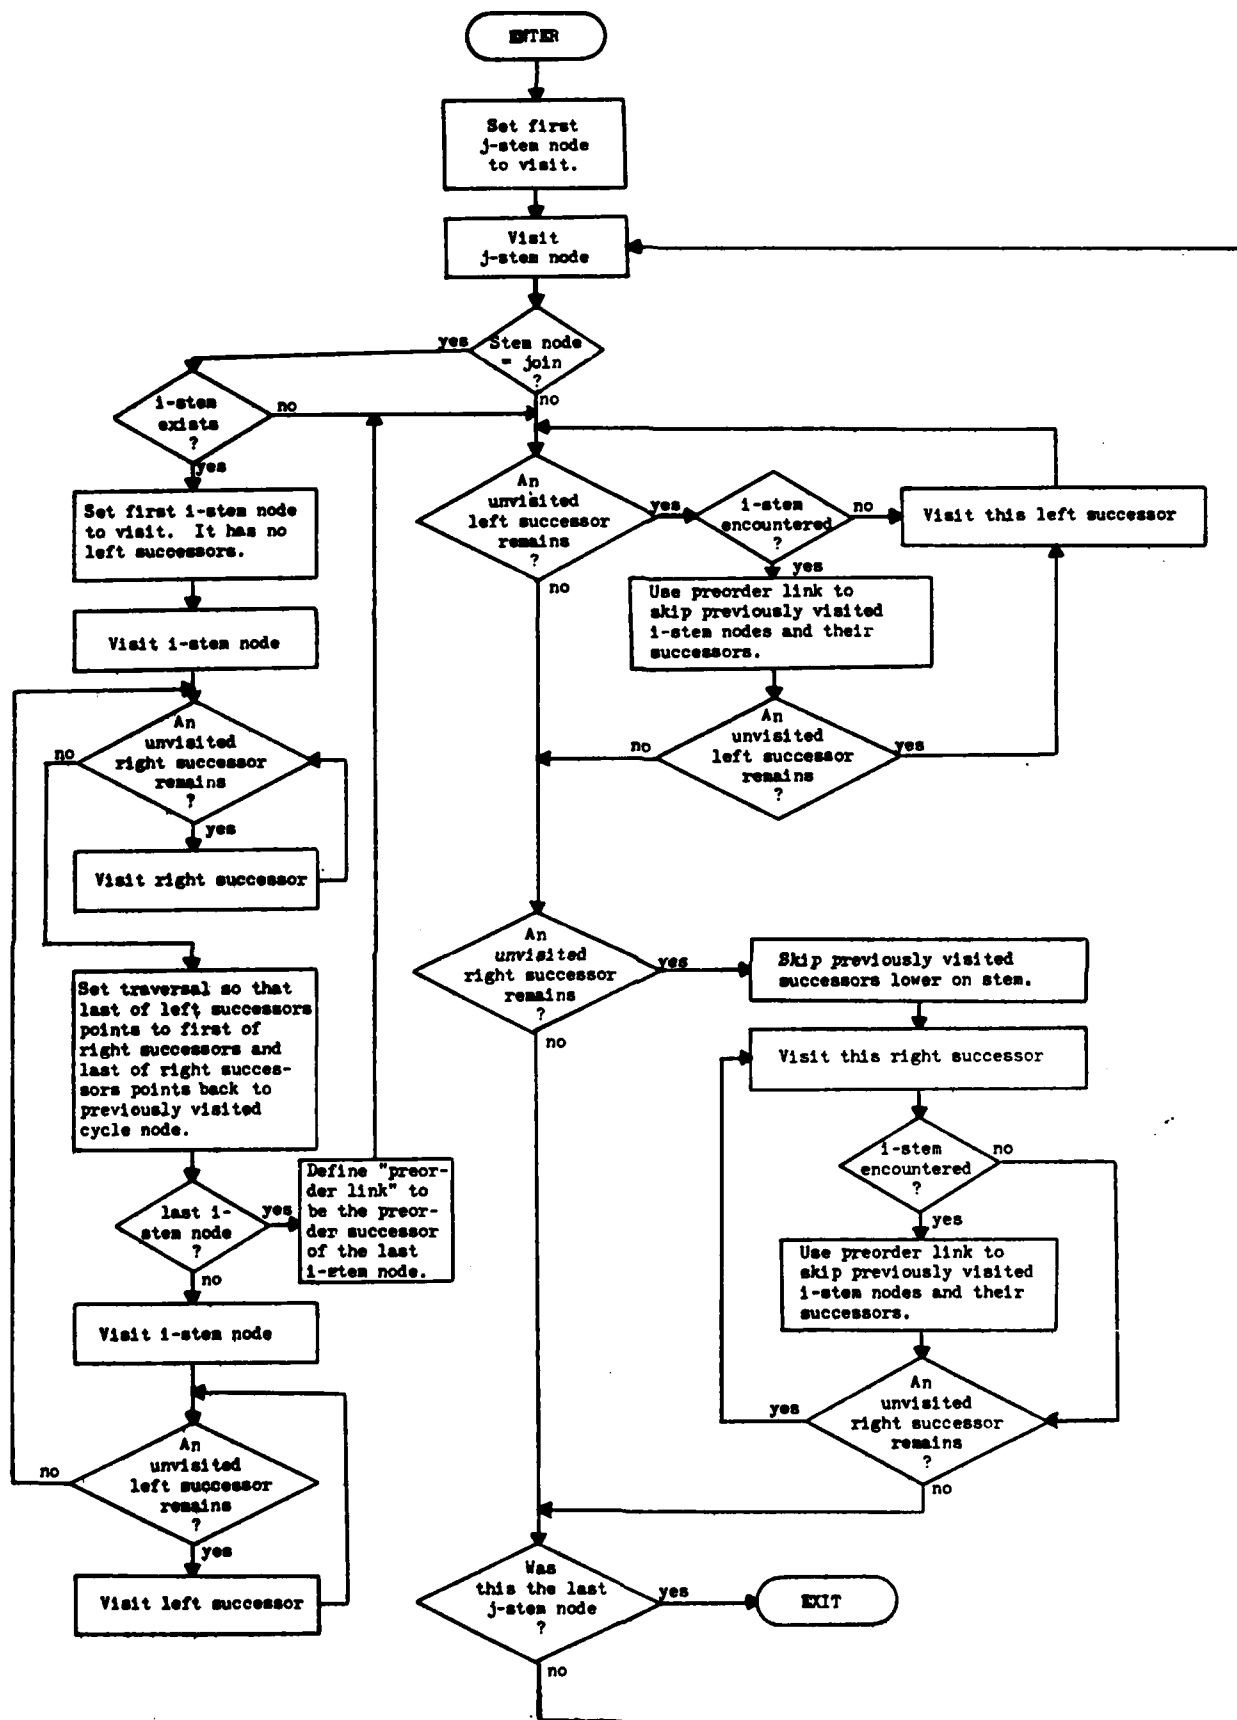 ENTER
Set first
j-stem node
to visit.
Visit
j-stem node
Stem node
= join
?
yes
no
i-stem
exists
?
no
yes
Set first i-stem node
to visit. It has no
left successors.
Visit i-stem node
An
unvisited
right successor
remains
?
no
yes
Visit right successor
Set traversal so that
last of left successors
points to first of
right successors and
last of right succes-
sors points back to
previously visited
cycle node.
last i-
stem node
?
yes
no
Define "preor-
der link" to
be the preor-
der successor
of the last
i-stem node.
Visit i-stem node
An
unvisited
left successor
remains
?
no
yes
Visit left successor
An
unvisited
left successor
remains
?
yes
no
i-stem
encountered
?
no
yes
Visit this left successor
Use preorder link to
skip previously visited
i-stem nodes and their
successors.
An
unvisited
left successor
remains
?
no
yes
An
unvisited
right successor
remains
?
yes
no
Skip previously visited
successors lower on stem.
Visit this right successor
i-stem
encountered
?
no
yes
Use preorder link to
skip previously visited
i-stem nodes and their
successors.
An
unvisited
right successor
remains
?
yes
no
Was
this the last
j-stem node
?
yes
no
EXIT